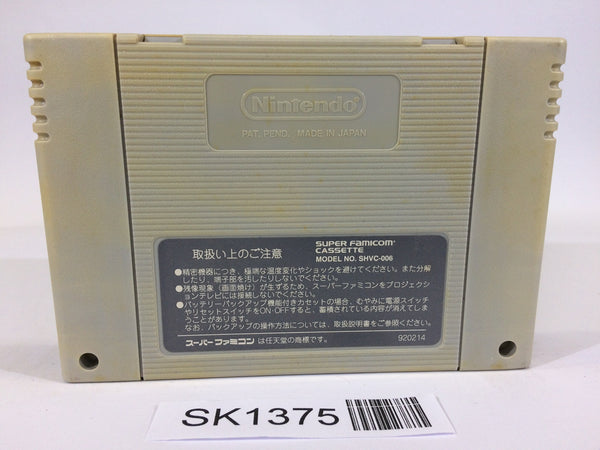 Nintendo
PAT. PEND. MADE IN JAPAN
取扱い上のご注意
SUPER FAMICOM
CASSETTE
MODEL NO. SHVC-006
●精密機器につき、極端な温度変化やショックを避けてください。また分解
したり、端子部を汚したりしないでください。
●残像現象（画面焼け）が生ずるため、スーパーファミコンをプロジェクシ
ョンテレビには接続しないでください。
●バッテリーバックアップ機能付きカセットの場合、むやみに電源スイッチ
やリセットスイッチをON・OFFすると、蓄積されている内容が消えてしま
うことがあります。
なお、バックアップの操作方法については、取扱説明書をご参照ください。
スーパーファミコン は任天堂の商標です。
920214
SK1375